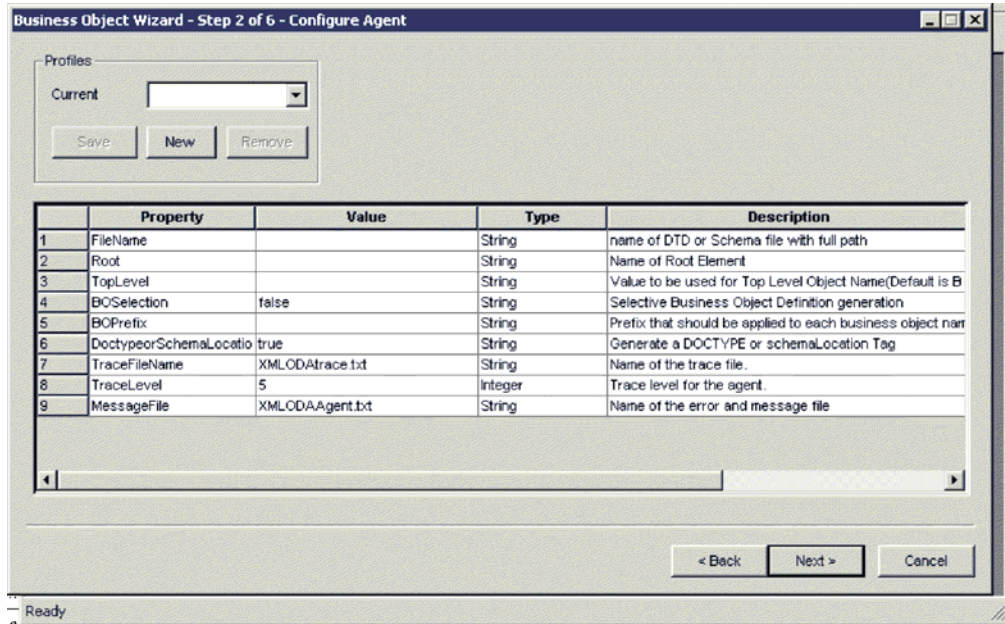 Business Object Wizard - Step 2 of 6 - Configure Agent
Profiles
Current
Save New Remove
Property Value Type Description
1 FileName String name of DTD or Schema file with full path
2 Root String Name of Root Element
3 TopLevel String Value to be used for Top Level Object Name(Default is B
4 BOSelection false String Selective Business Object Definition generation
5 BOPrefix String Prefix that should be applied to each business object nam
6 DoctypeorSchemaLocatio true String Generate a DOCTYPE or schemaLocation Tag
7 TraceFileName XMLODAtrace.txt String Name of the trace file.
8 TraceLevel 5 Integer Trace level for the agent.
9 MessageFile XMLODAAgent.txt String Name of the error and message file
< Back Next > Cancel
Ready